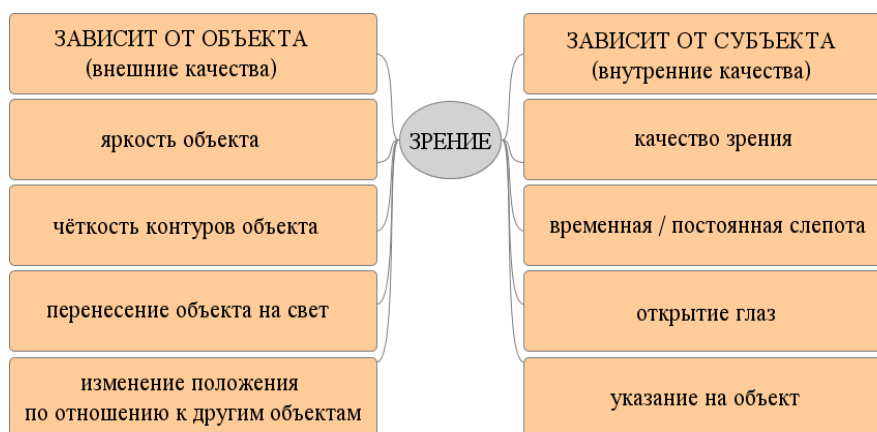 ЗАВИСИТ ОТ ОБЪЕКТА
(внешние качества)
яркость объекта
чёткость контуров объекта
перенесение объекта на свет
изменение положения
по отношению к другим объектам
ЗРЕНИЕ
ЗАВИСИТ ОТ СУБЪЕКТА
(внутренние качества)
качество зрения
временная / постоянная слепота
открытие глаз
указание на объект